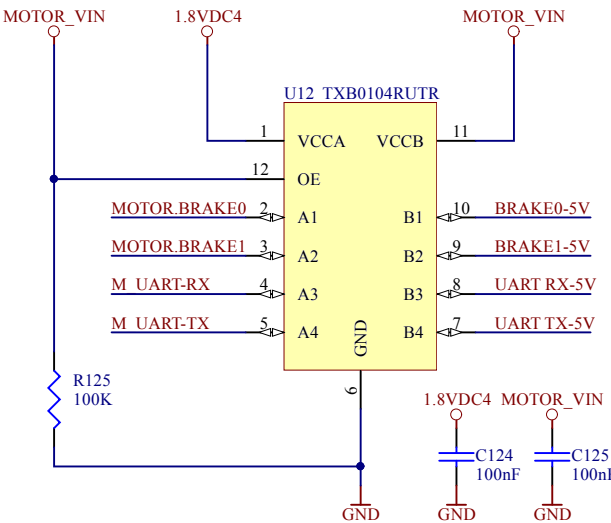 MOTOR_VIN
1.8VDC4
MOTOR_VIN
U12 TXB0104RUTR
1 VCCA VCCB 11
12 OE
MOTOR.BRAKE0 2 A1 B1 10 BRAKE0-5V
MOTOR.BRAKE1 3 A2 B2 9 BRAKE1-5V
M_UART-RX 4 A3 B3 8 UART RX-5V
M_UART-TX 5 A4 B4 7 UART TX-5V
GND
6
R125
100K
1.8VDC4 MOTOR_VIN
C124
100nF
C125
100nF
GND GND GND